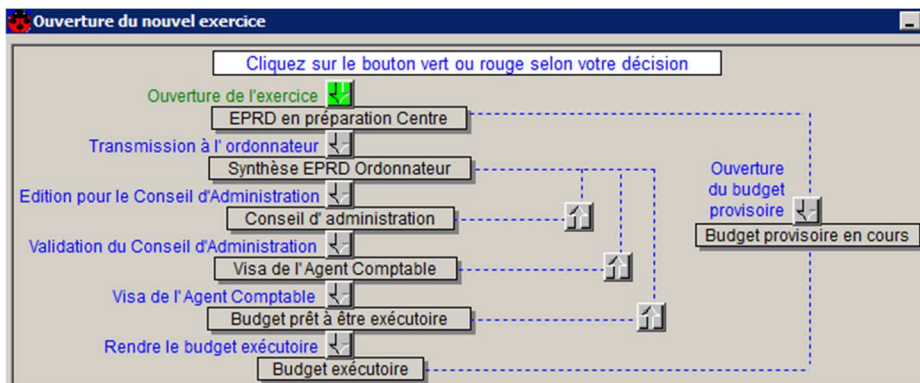 Ouverture du nouvel exercice
Cliquez sur le bouton vert ou rouge selon votre décision
Ouverture de l'exercice
EPRD en préparation Centre
Transmission à l' ordonnateur
Synthèse EPRD Ordonnateur
Edition pour le Conseil d'Administration
Conseil d' administration
Validation du Conseil d'Administration
Visa de l' Agent Comptable
Visa de l' Agent Comptable
Budget prêt à être exécutoire
Rendre le budget exécutoire
Budget exécutoire
Ouverture
du budget
provisoire
Budget provisoire en cours